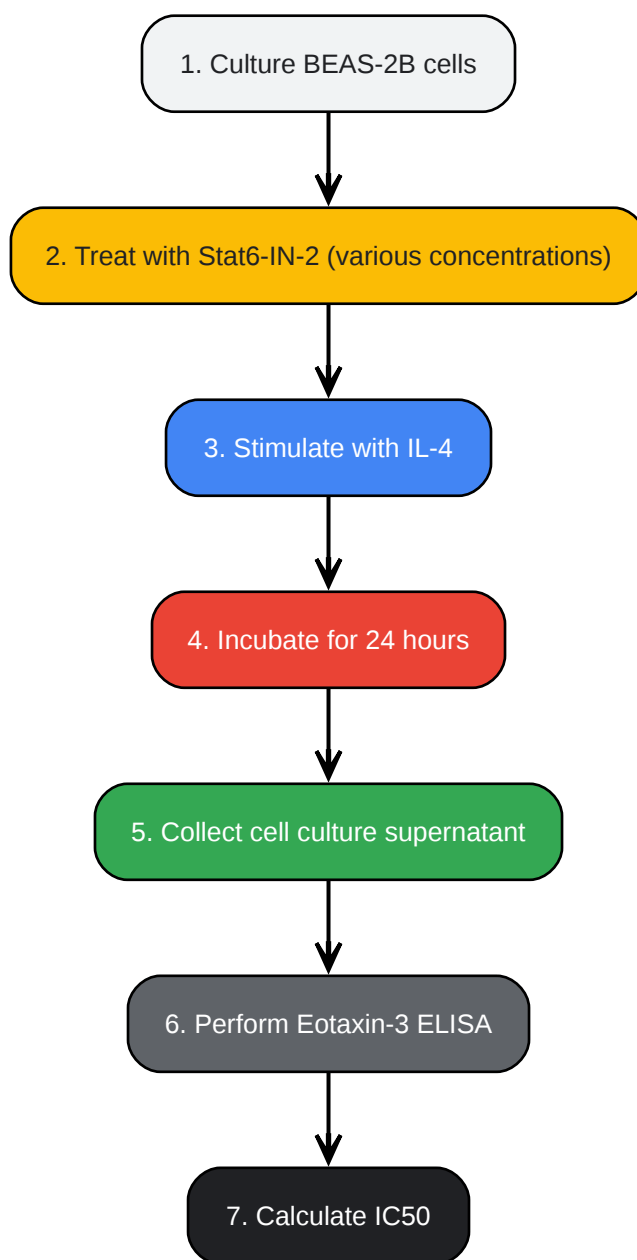 1. Culture BEAS-2B cells
2. Treat with Stat6-IN-2 (various concentrations)
3. Stimulate with IL-4
4. Incubate for 24 hours
5. Collect cell culture supernatant
6. Perform Eotaxin-3 ELISA
7. Calculate IC50